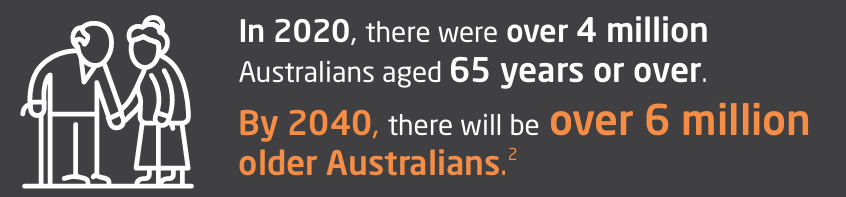 In 2020, there were over 4 million
Australians aged 65 years or over.
By 2040, there will be over 6 million
older Australians.2